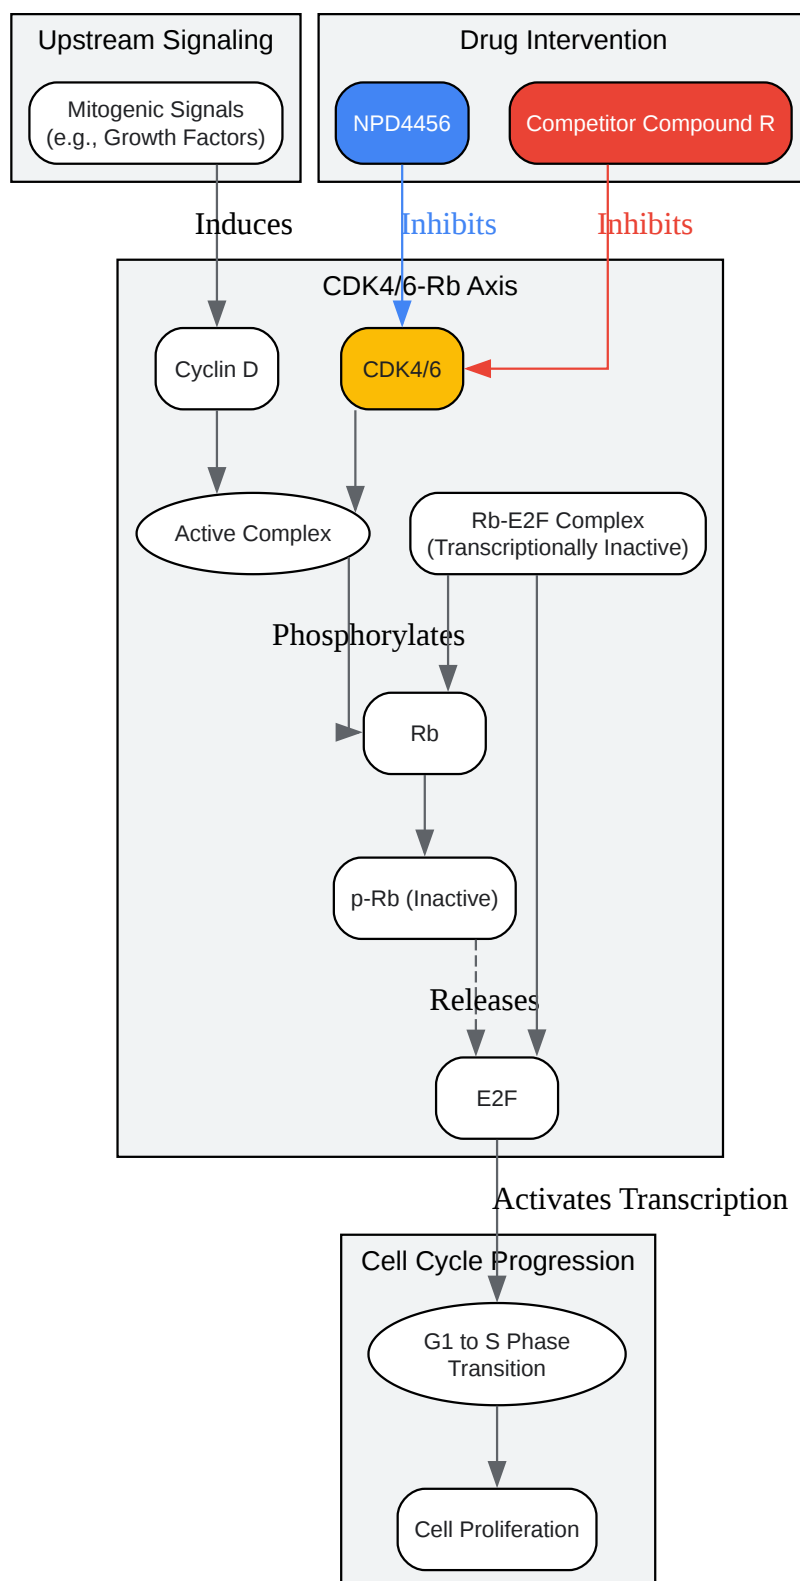 Upstream Signaling
Drug Intervention
Mitogenic Signals
(e.g., Growth Factors)
NPD4456
Competitor Compound R
Induces
Inhibits
Inhibits
CDK4/6-Rb Axis
Cyclin D
CDK4/6
Active Complex
Rb-E2F Complex
(Transcriptionally Inactive)
Phosphorylates
Rb
p-Rb (Inactive)
Releases
E2F
Activates Transcription
Cell Cycle Progression
G1 to S Phase
Transition
Cell Proliferation